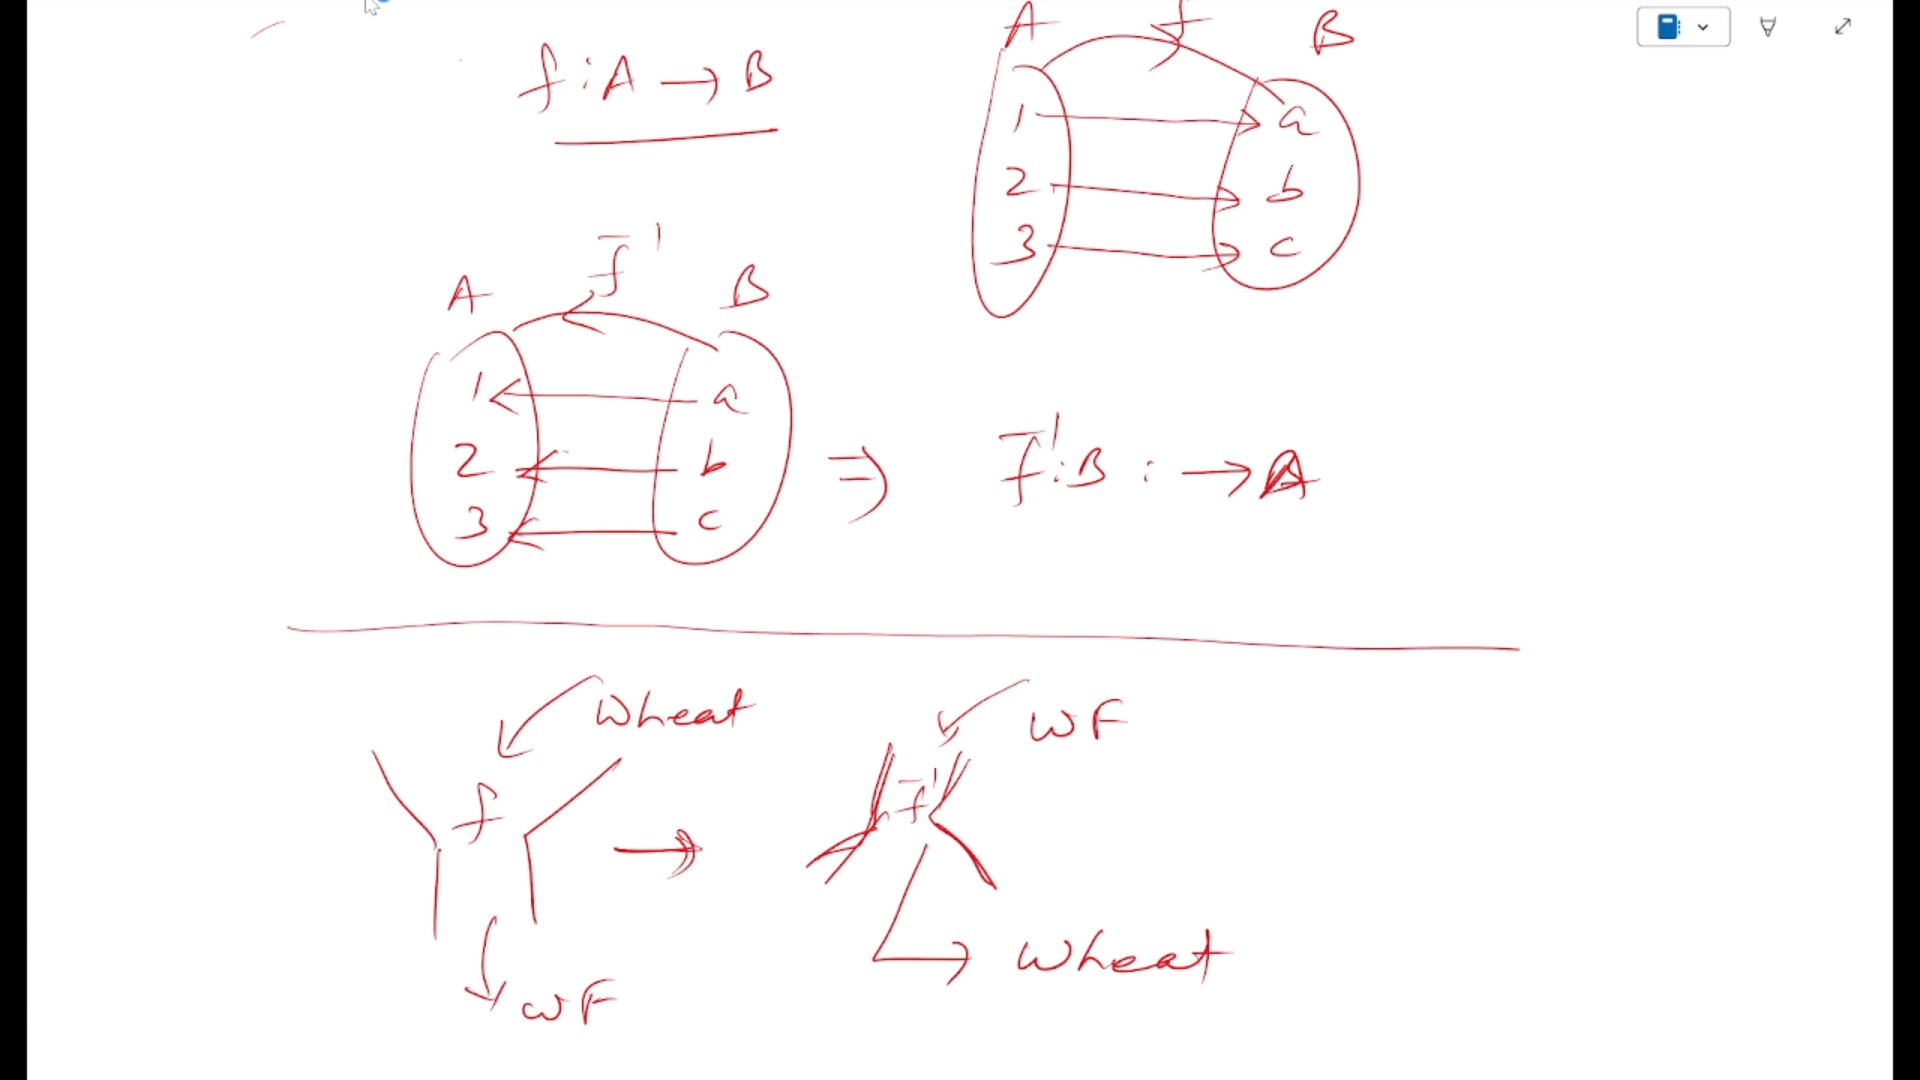 f : A → B
A f B
1 a
2 b
3 c
f⁻¹
A B
1 a
2 b
3 c
⇒ f⁻¹ : B : → A
Wheat
f
WF
→
WF
f⁻¹
Wheat